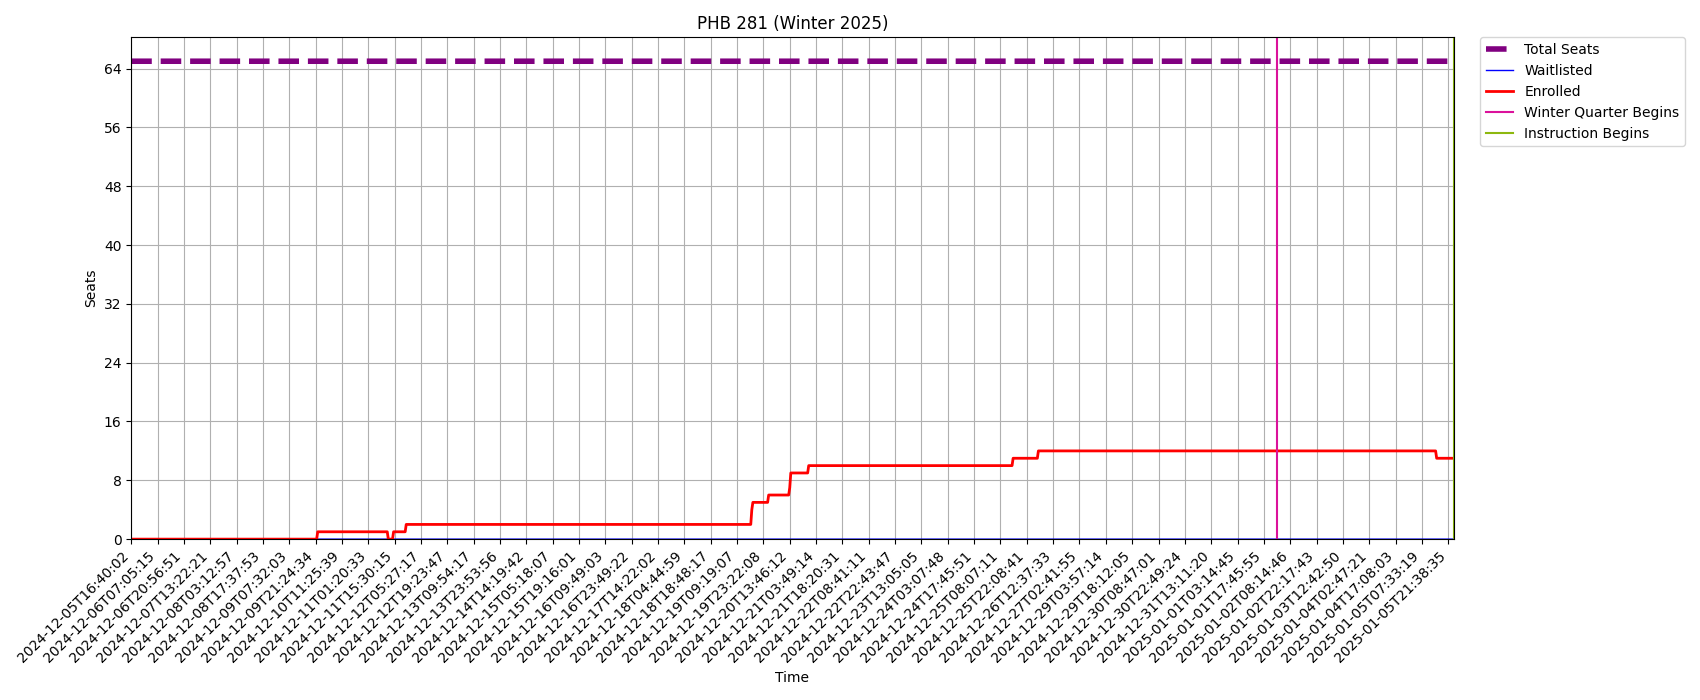 PHB 281 (Winter 2025)
Total Seats
Waitlisted
Enrolled
Winter Quarter Begins
Instruction Begins
Seats
64
56
48
40
32
24
16
8
0
2024-12-05T16:40:02
2024-12-06T07:05:15
2024-12-06T20:56:51
2024-12-07T13:22:21
2024-12-08T03:12:57
2024-12-08T17:37:53
2024-12-09T07:32:03
2024-12-09T21:24:34
2024-12-10T11:25:39
2024-12-11T01:20:33
2024-12-11T15:30:15
2024-12-12T05:27:17
2024-12-12T19:23:47
2024-12-13T09:54:17
2024-12-13T23:53:56
2024-12-14T14:19:42
2024-12-15T05:18:07
2024-12-15T19:16:01
2024-12-16T09:49:03
2024-12-16T23:49:22
2024-12-17T14:22:02
2024-12-18T04:44:59
2024-12-18T18:48:17
2024-12-19T09:19:07
2024-12-19T23:22:08
2024-12-20T13:46:12
2024-12-21T03:49:14
2024-12-21T18:20:31
2024-12-22T08:41:11
2024-12-22T22:43:47
2024-12-23T13:05:05
2024-12-24T03:07:48
2024-12-24T17:45:51
2024-12-25T08:07:11
2024-12-25T22:08:41
2024-12-26T12:37:33
2024-12-27T02:41:55
2024-12-29T03:57:14
2024-12-29T18:12:05
2024-12-30T08:47:01
2024-12-30T22:49:24
2024-12-31T13:11:20
2025-01-01T03:14:45
2025-01-01T17:45:55
2025-01-02T08:14:46
2025-01-02T22:17:43
2025-01-03T12:42:50
2025-01-04T02:47:21
2025-01-04T17:08:03
2025-01-05T07:33:19
2025-01-05T21:38:35
Time